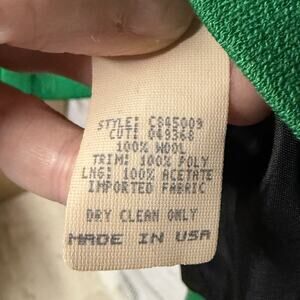 STYLE: C845009
CUT: 049368
100% WOOL
TRIM: 100% POLY
LNG: 100% ACETATE
IMPORTED FABRIC
DRY CLEAN ONLY
MADE IN USA